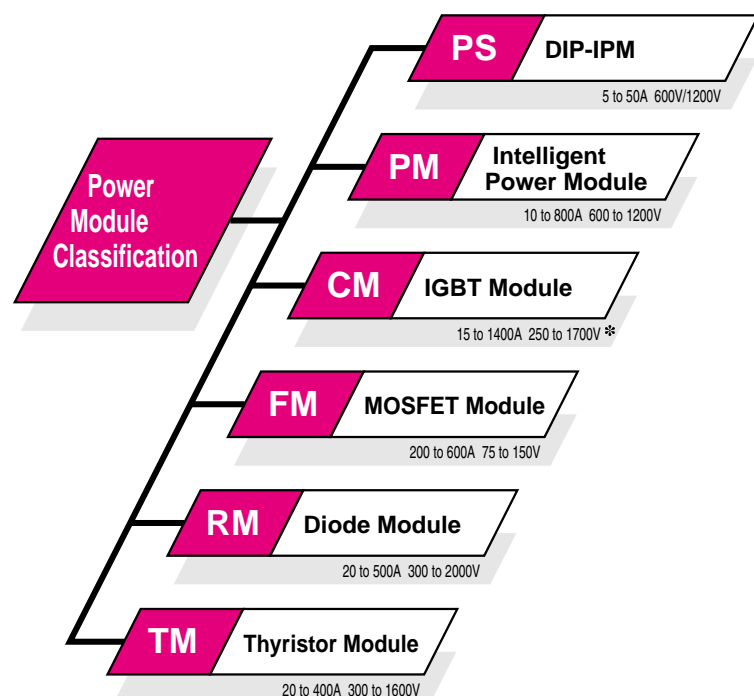 PS DIP-IPM
5 to 50A 600V/1200V
Power
Module
Classification
PM Intelligent
Power Module
10 to 800A 600 to 1200V
CM IGBT Module
15 to 1400A 250 to 1700V *
FM MOSFET Module
200 to 600A 75 to 150V
RM Diode Module
20 to 500A 300 to 2000V
TM Thyristor Module
20 to 400A 300 to 1600V